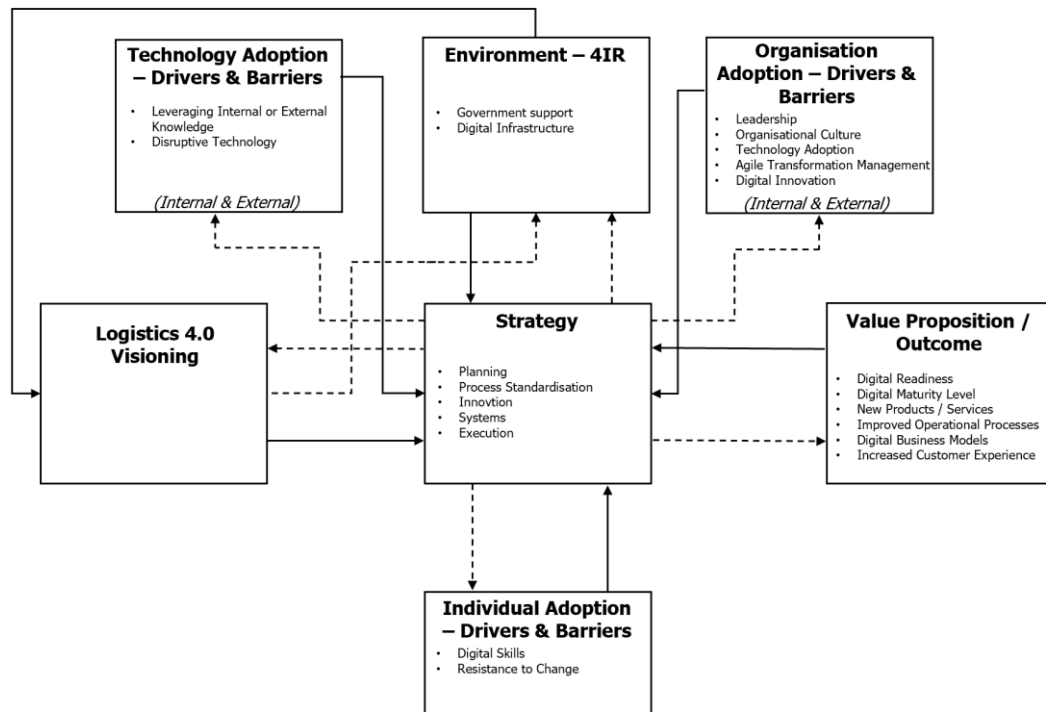 Technology Adoption
– Drivers & Barriers
• Leveraging Internal or External
Knowledge
• Disruptive Technology
(Internal & External)
Environment – 4IR
• Government support
• Digital Infrastructure
Organisation
Adoption – Drivers &
Barriers
• Leadership
• Organisational Culture
• Technology Adoption
• Agile Transformation Management
• Digital Innovation
(Internal & External)
Logistics 4.0
Visioning
Strategy
• Planning
• Process Standardisation
• Innovtion
• Systems
• Execution
Value Proposition /
Outcome
• Digital Readiness
• Digital Maturity Level
• New Products / Services
• Improved Operational Processes
• Digital Business Models
• Increased Customer Experience
Individual Adoption
– Drivers & Barriers
• Digital Skills
• Resistance to Change